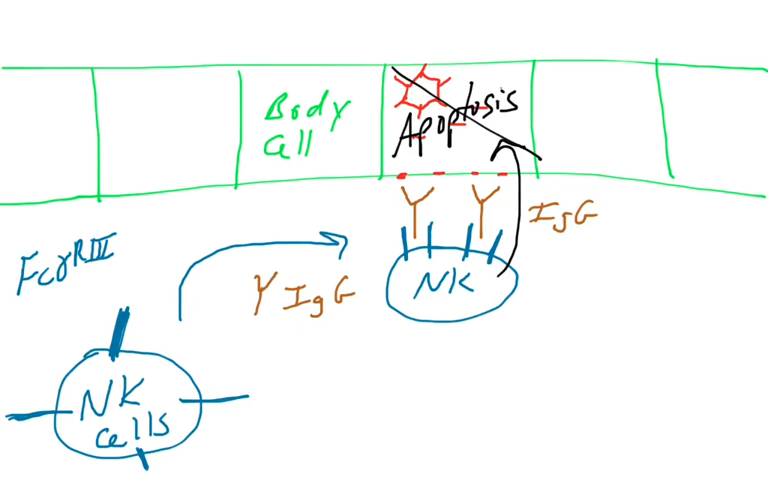 Body
Cell
Apoptosis
IgG
FcγRIII
IgG
NK
NK
cells